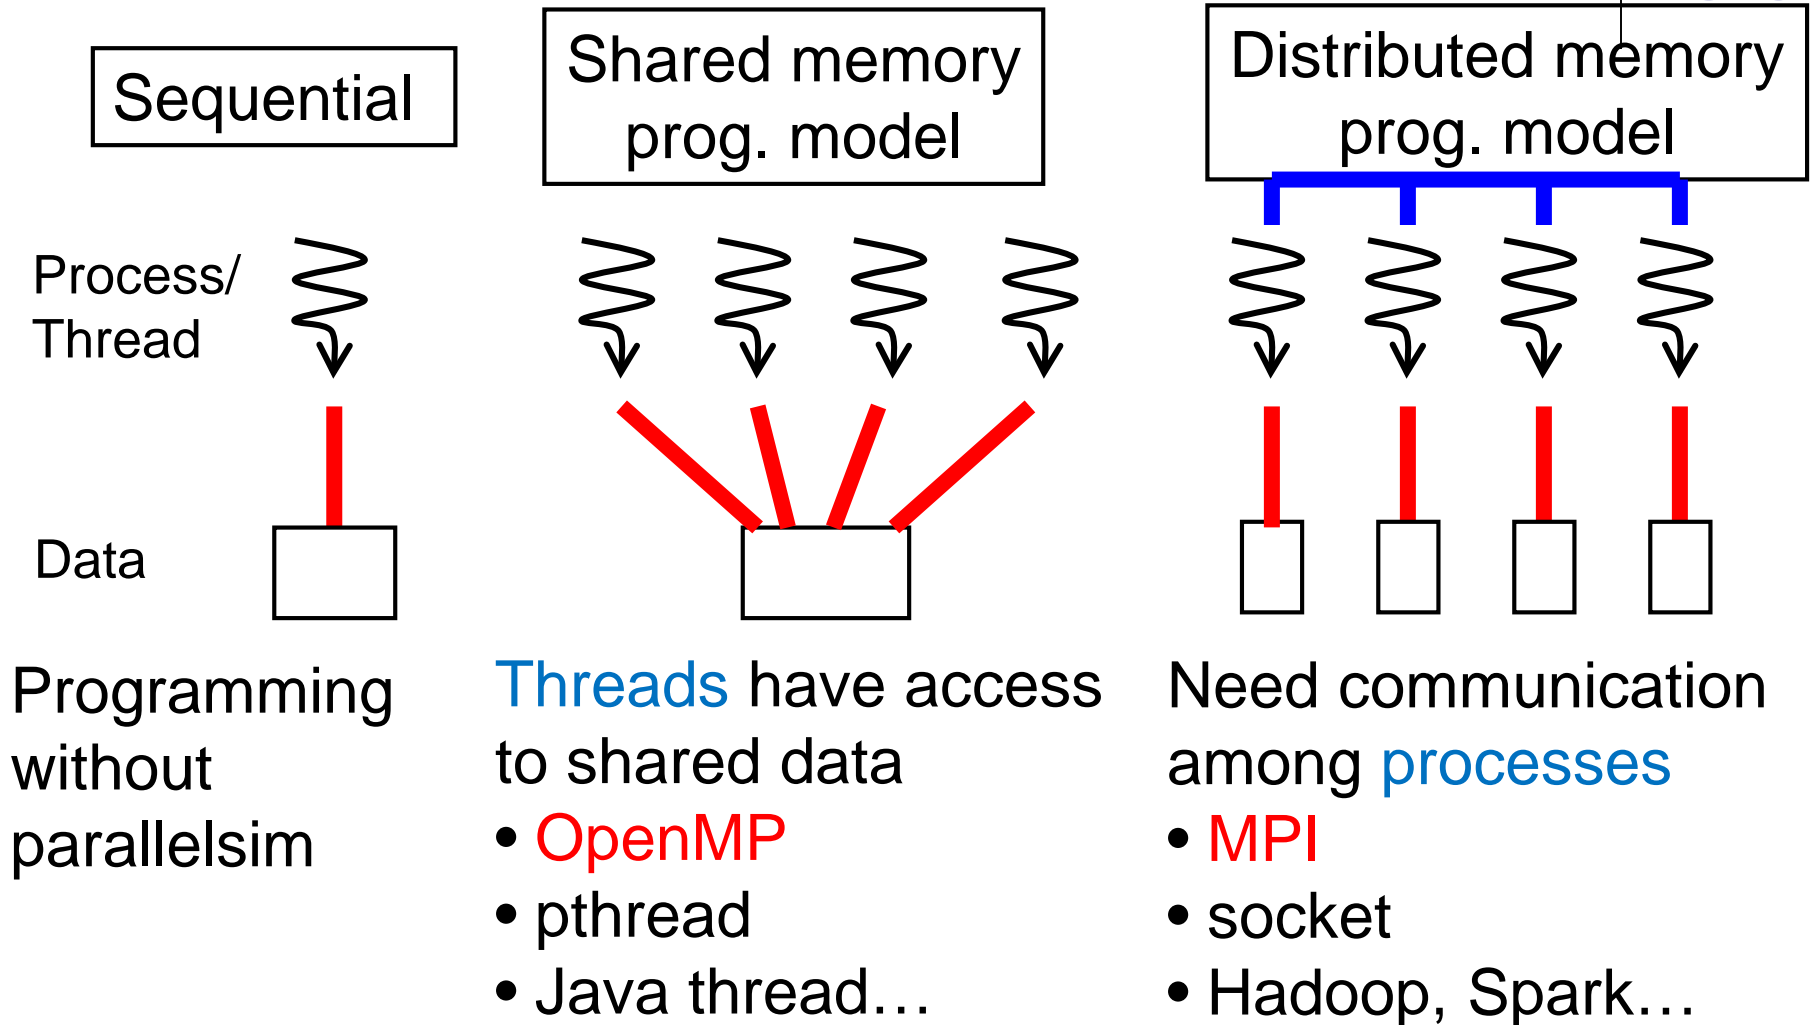 Sequential
Shared memory
prog. model
Distributed memory
prog. model
Process/
Thread
Data
Programming
without
parallelsim
Threads have access
to shared data
• OpenMP
• pthread
• Java thread…
Need communication
among processes
• MPI
• socket
• Hadoop, Spark…